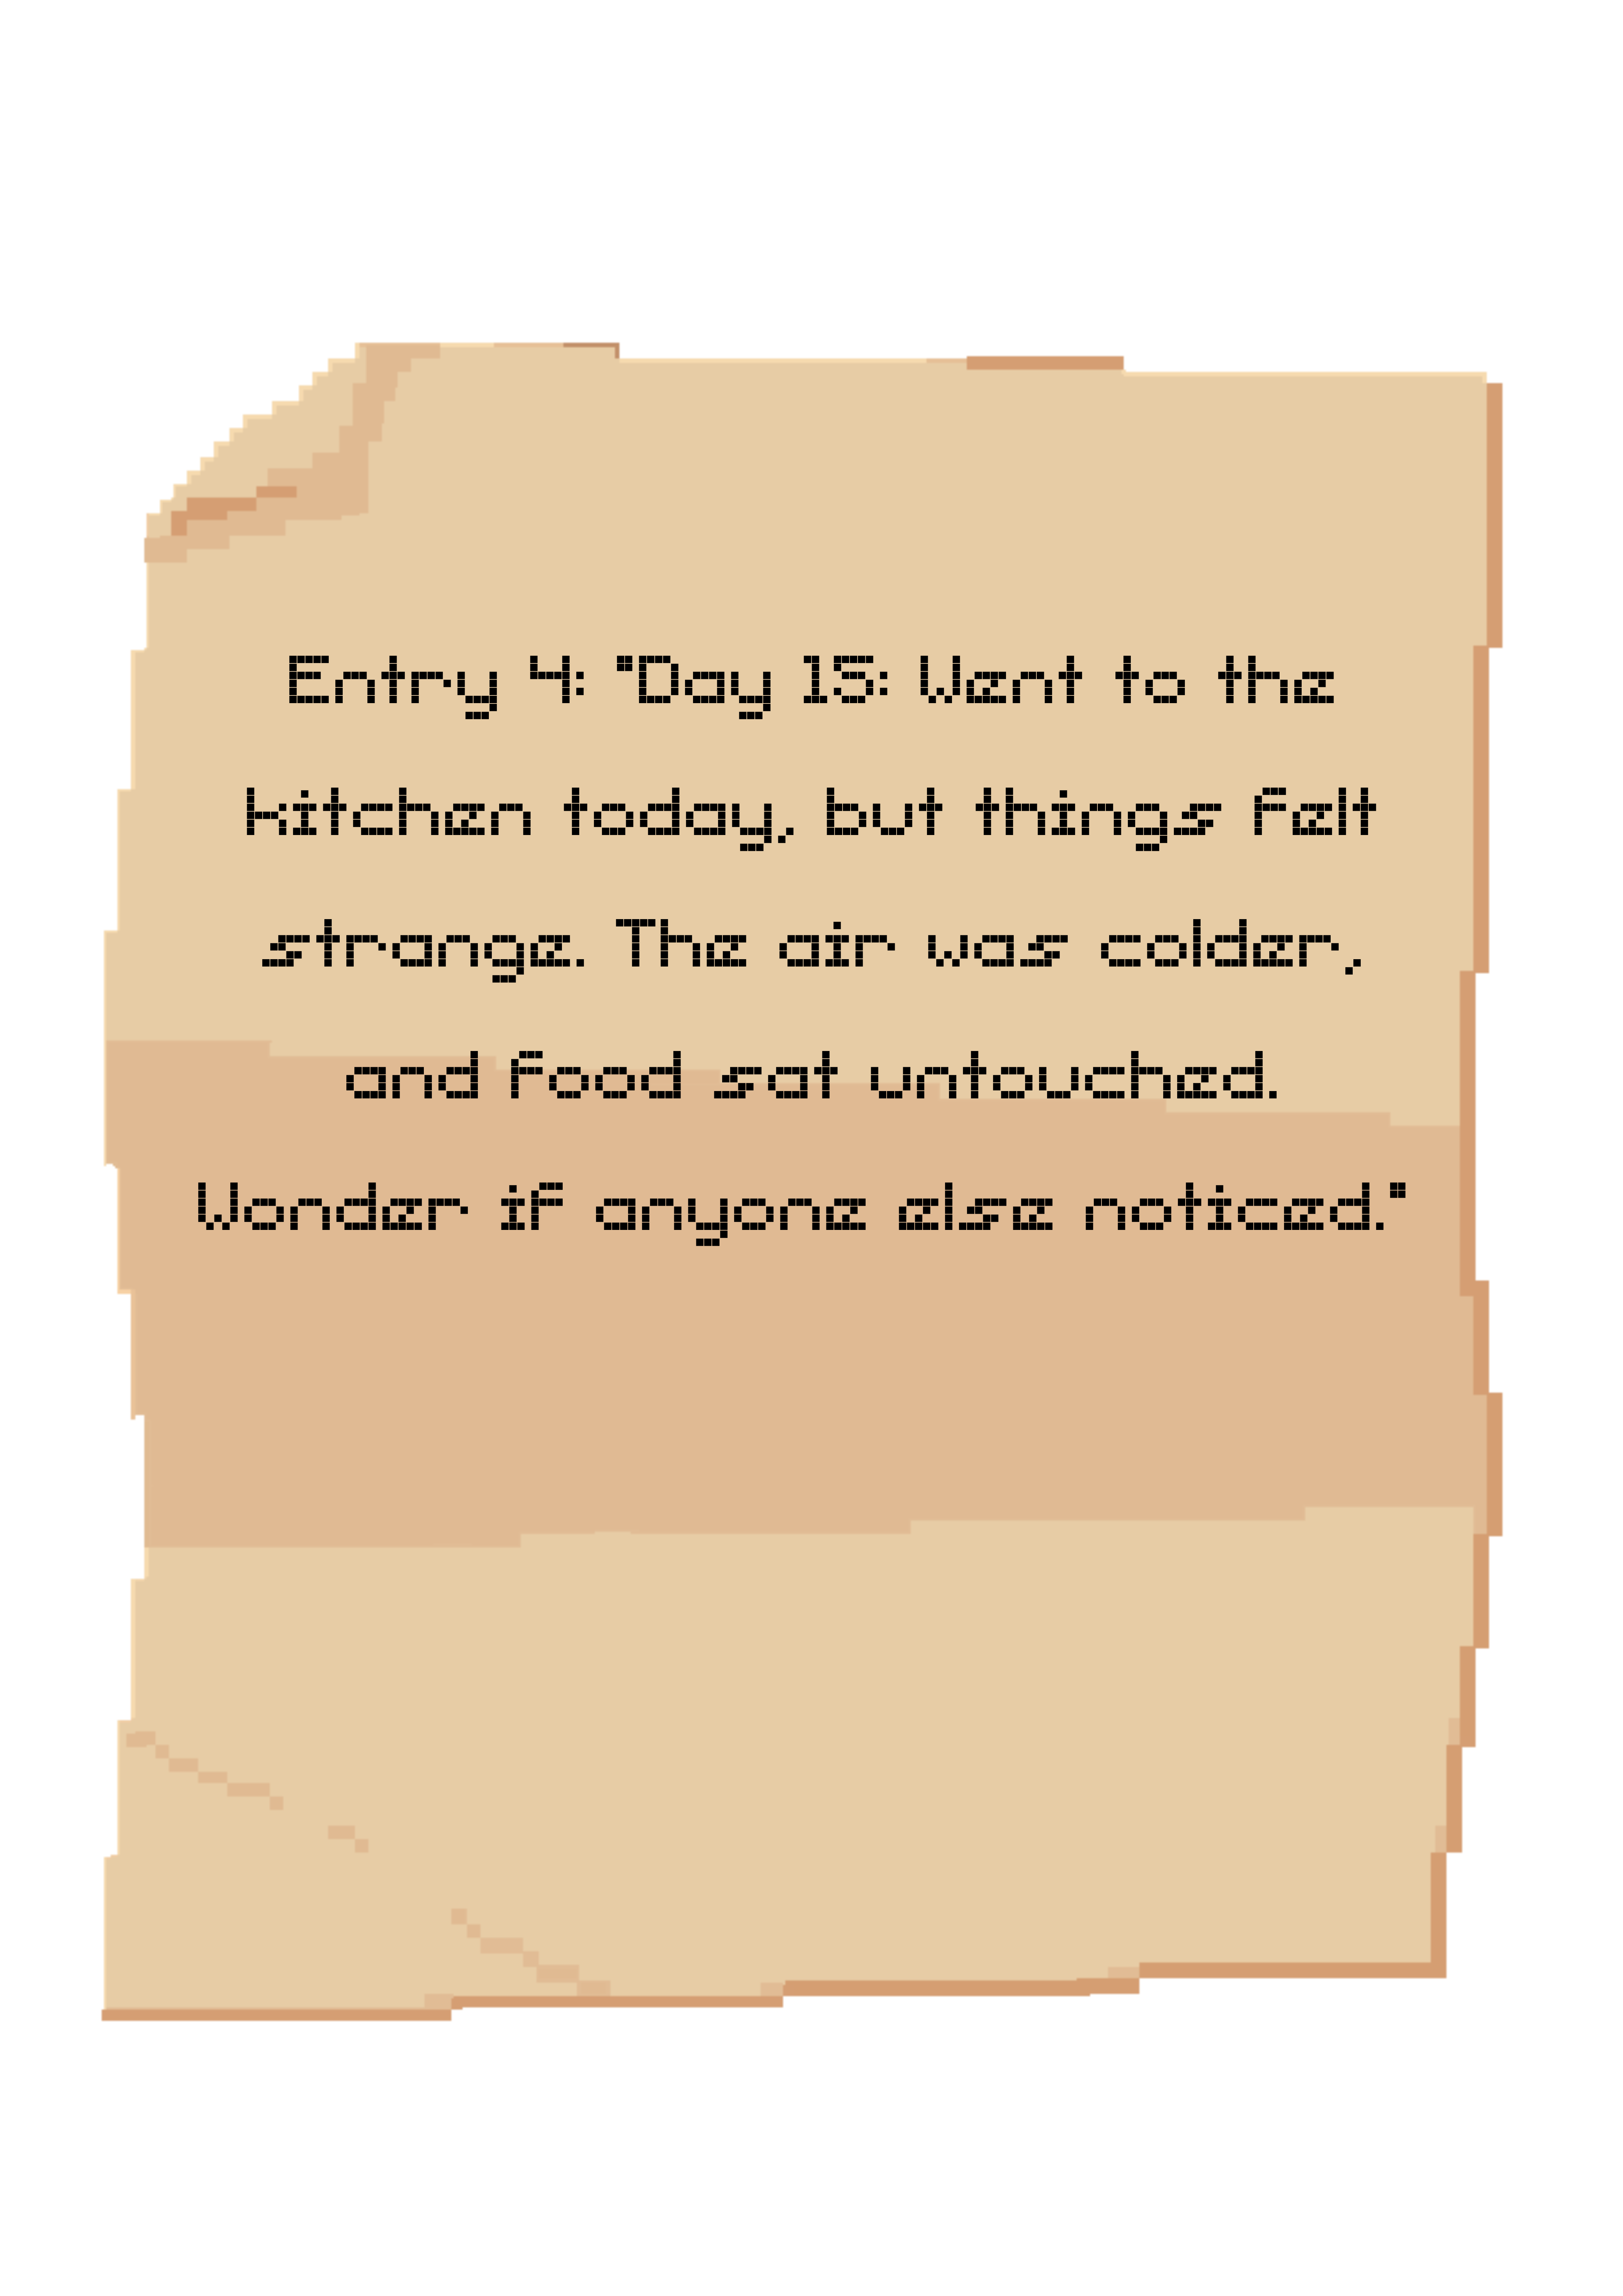 Entry 4: "Day 15: Went to the
kitchen today, but things felt
strange. The air was colder,
and food sat untouched.
Wonder if anyone else noticed."